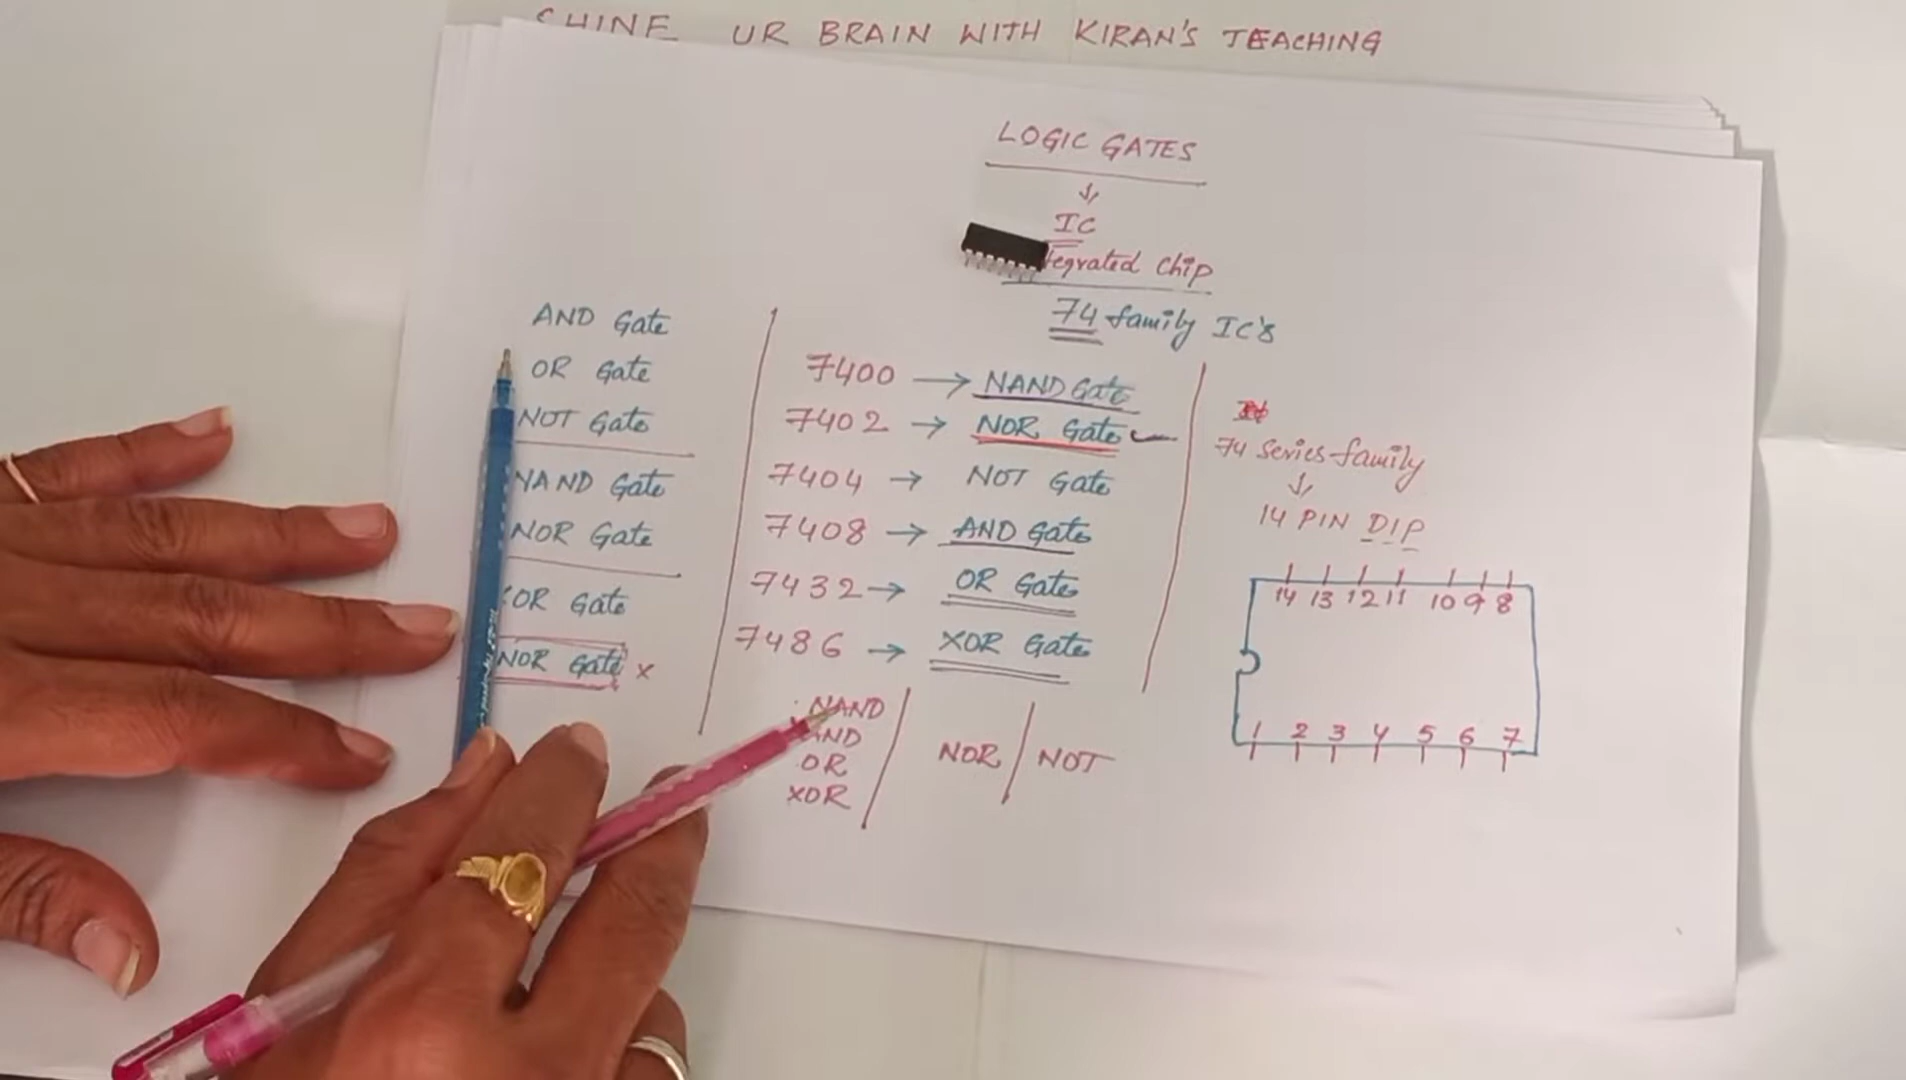 SHINE UR BRAIN WITH KIRAN'S TEACHING
LOGIC GATES
IC
tegrated Chip
74 family IC's
AND Gate
OR Gate
NOT Gate
NAND Gate
NOR Gate
OR Gate
NOR Gate x
7400 → NAND Gate
7402 → NOR Gate
7404 → NOT Gate
7408 → AND Gate
7432 → OR Gate
7486 → XOR Gate
NAND
AND
OR
XOR
NOR
NOT
74 Series family
14 PIN DIP
14 13 12 11 10 9 8
1 2 3 4 5 6 7